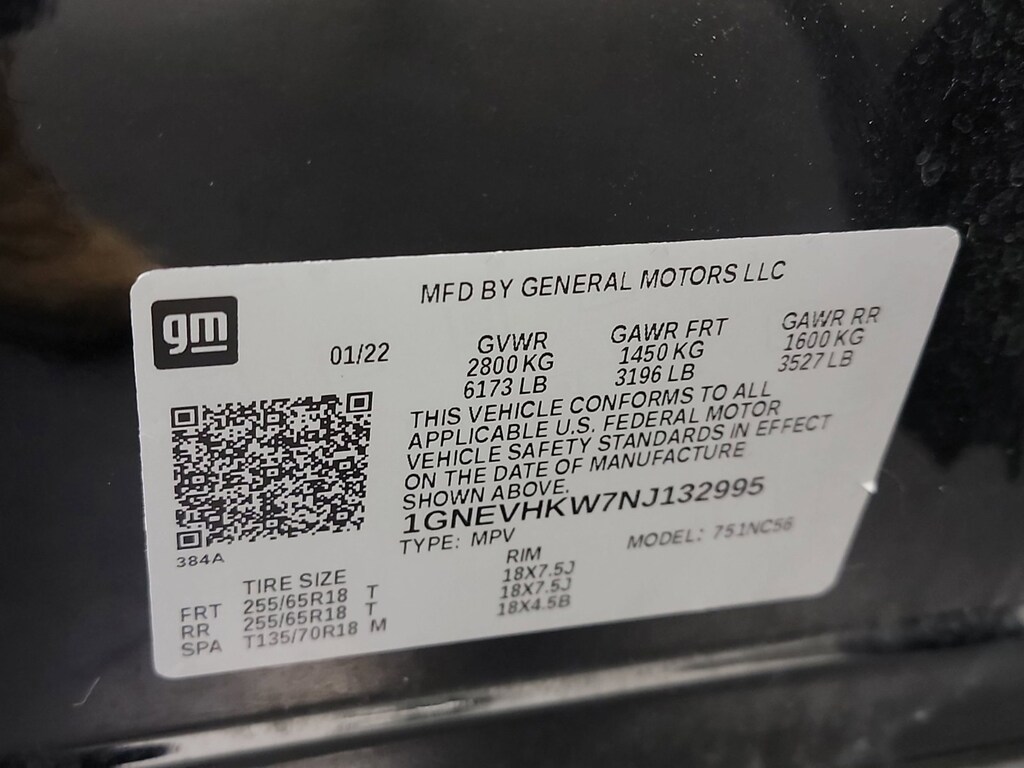 gm
MFD BY GENERAL MOTORS LLC
01/22
GVWR
2800 KG
6173 LB
GAWR FRT
1450 KG
3196 LB
GAWR RR
1600 KG
3527 LB
THIS VEHICLE CONFORMS TO ALL
APPLICABLE U.S. FEDERAL MOTOR
VEHICLE SAFETY STANDARDS IN EFFECT
ON THE DATE OF MANUFACTURE
SHOWN ABOVE.
1GNEVHKW7NJ132995
TYPE: MPV
MODEL: 751NC56
384A
TIRE SIZE RIM
FRT 255/65R18 T 18X7.5J
RR 255/65R18 T 18X7.5J
SPA T135/70R18 M 18X4.5B